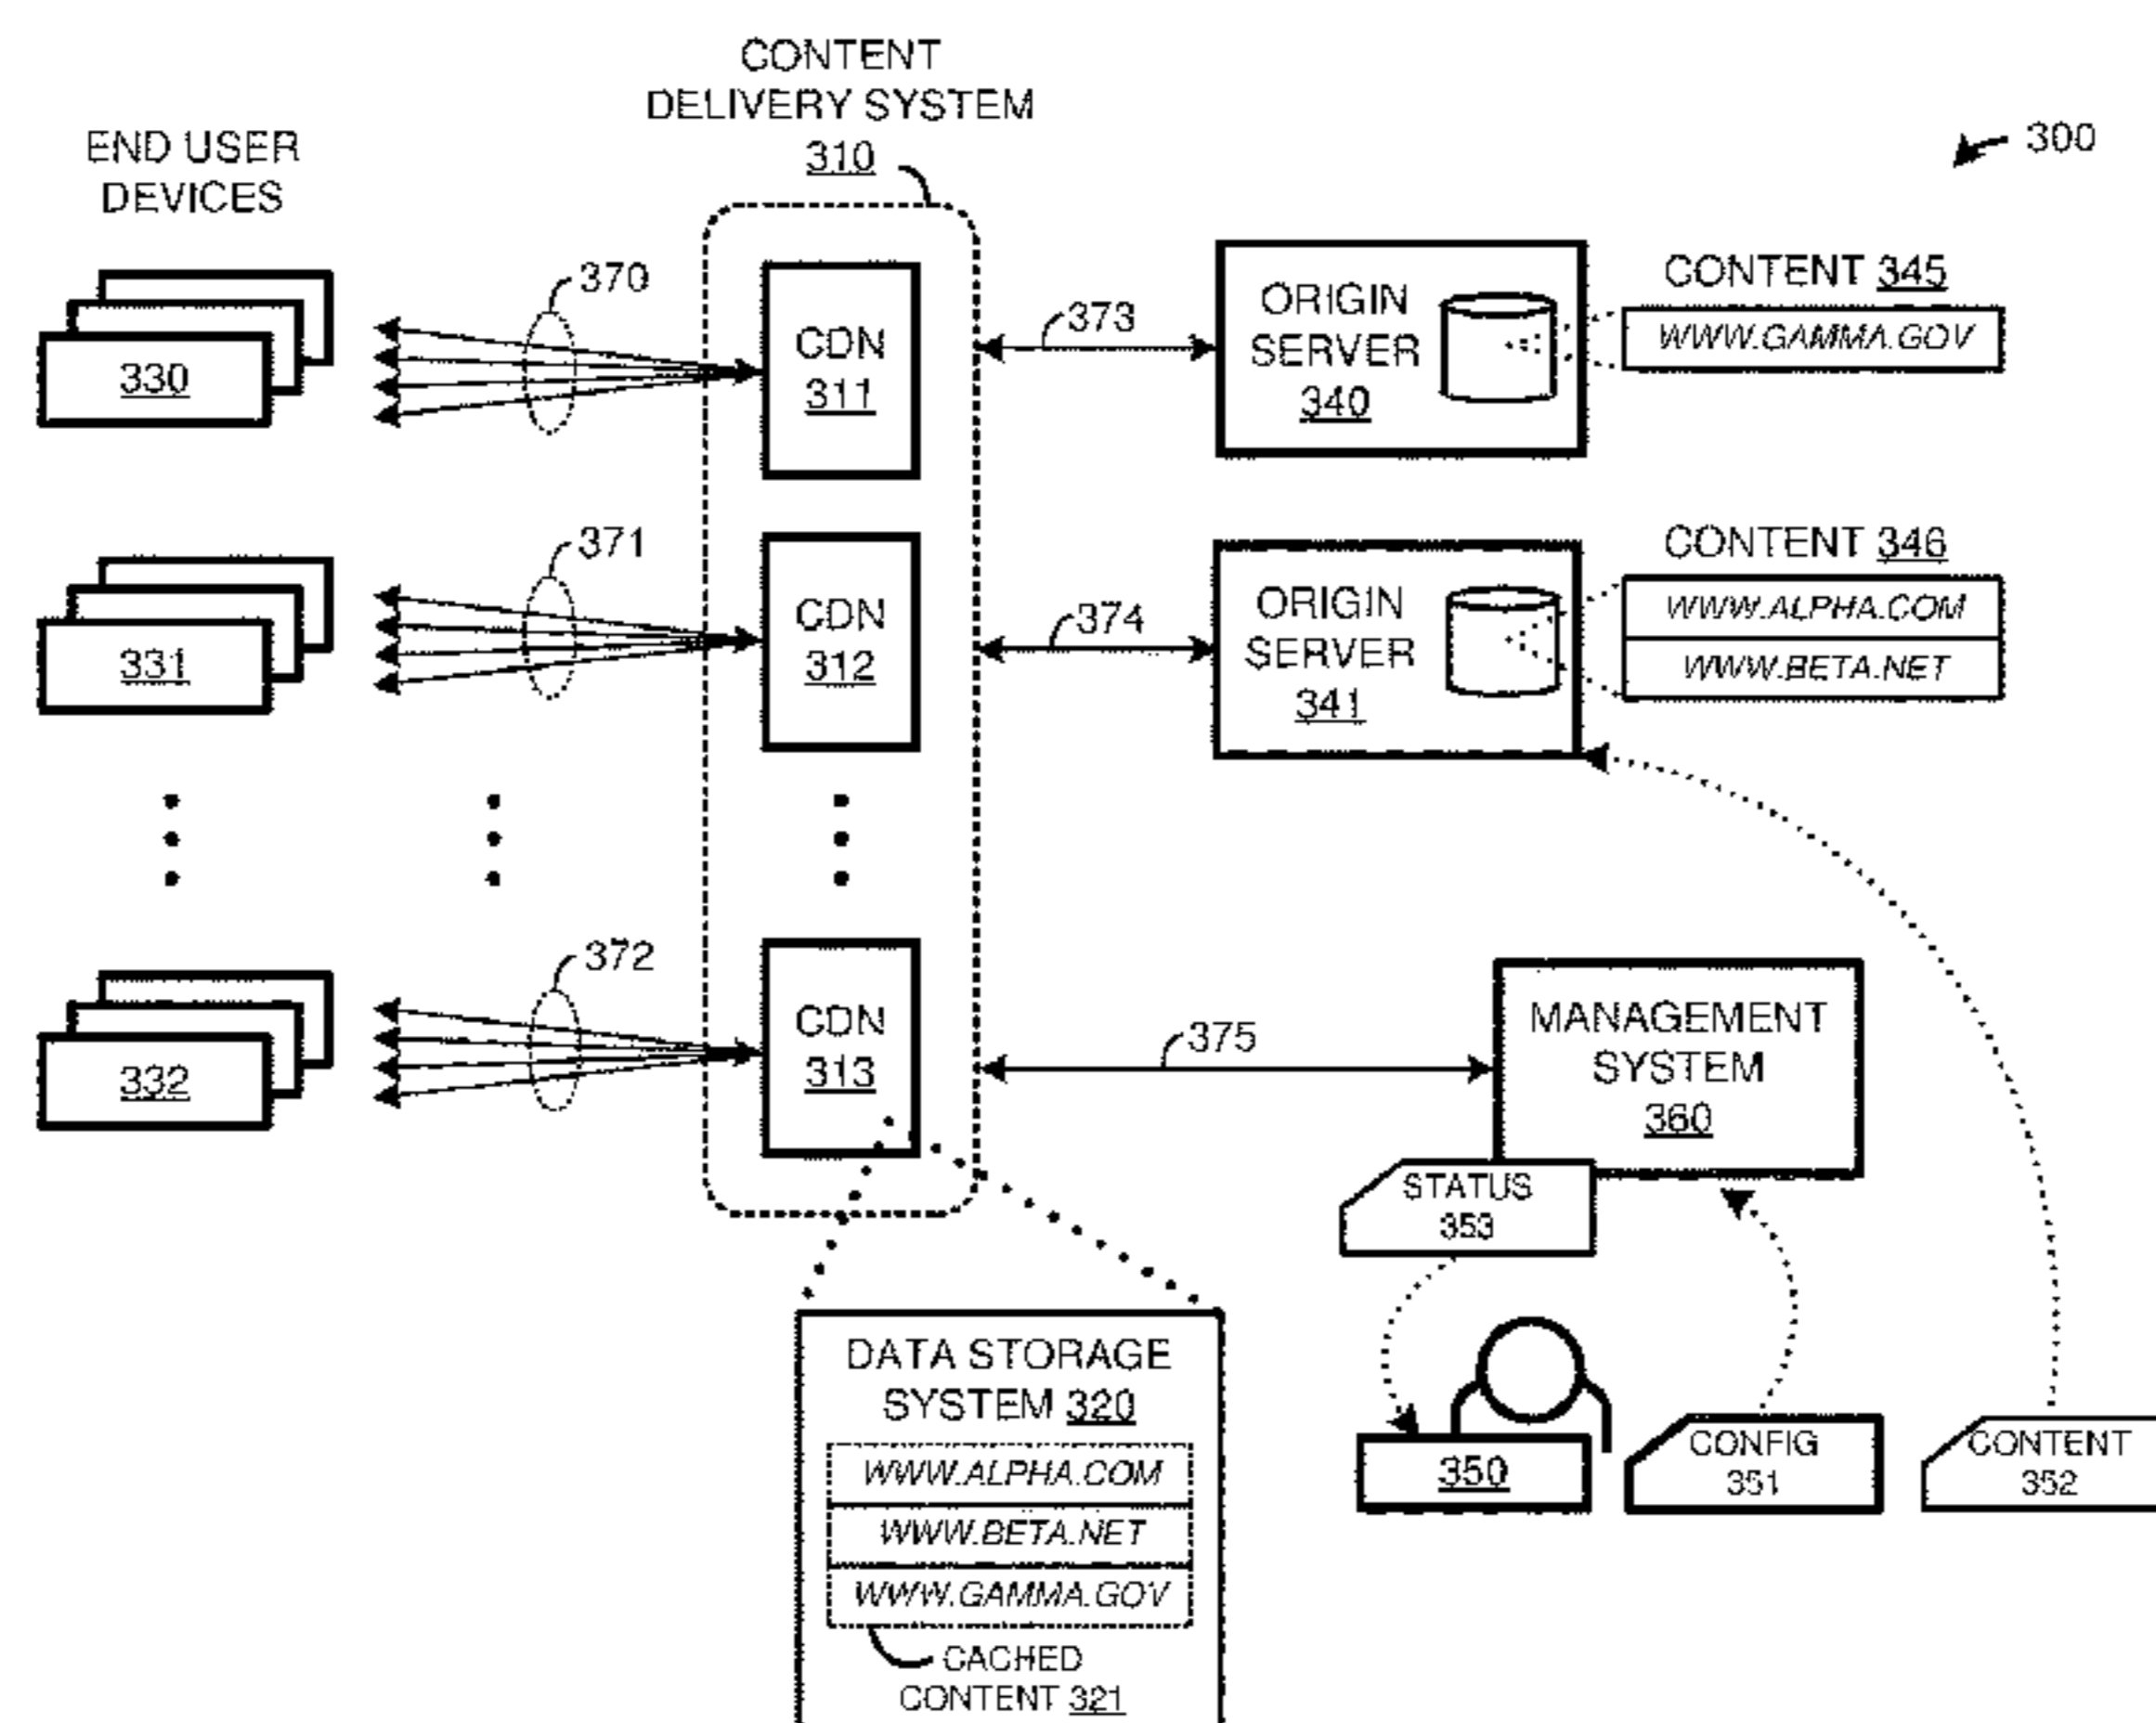 CONTENT
DELIVERY SYSTEM
310
END USER
DEVICES
300
370
330
CDN
311
373
ORIGIN
SERVER
340
CONTENT 345
WWW.GAMMA.GOV
371
331
CDN
312
374
ORIGIN
SERVER
341
CONTENT 346
WWW.ALPHA.COM
WWW.BETA.NET
372
332
CDN
313
375
MANAGEMENT
SYSTEM
360
STATUS
353
DATA STORAGE
SYSTEM 320
WWW.ALPHA.COM
WWW.BETA.NET
WWW.GAMMA.GOV
CACHED
CONTENT 321
350
CONFIG
351
CONTENT
352